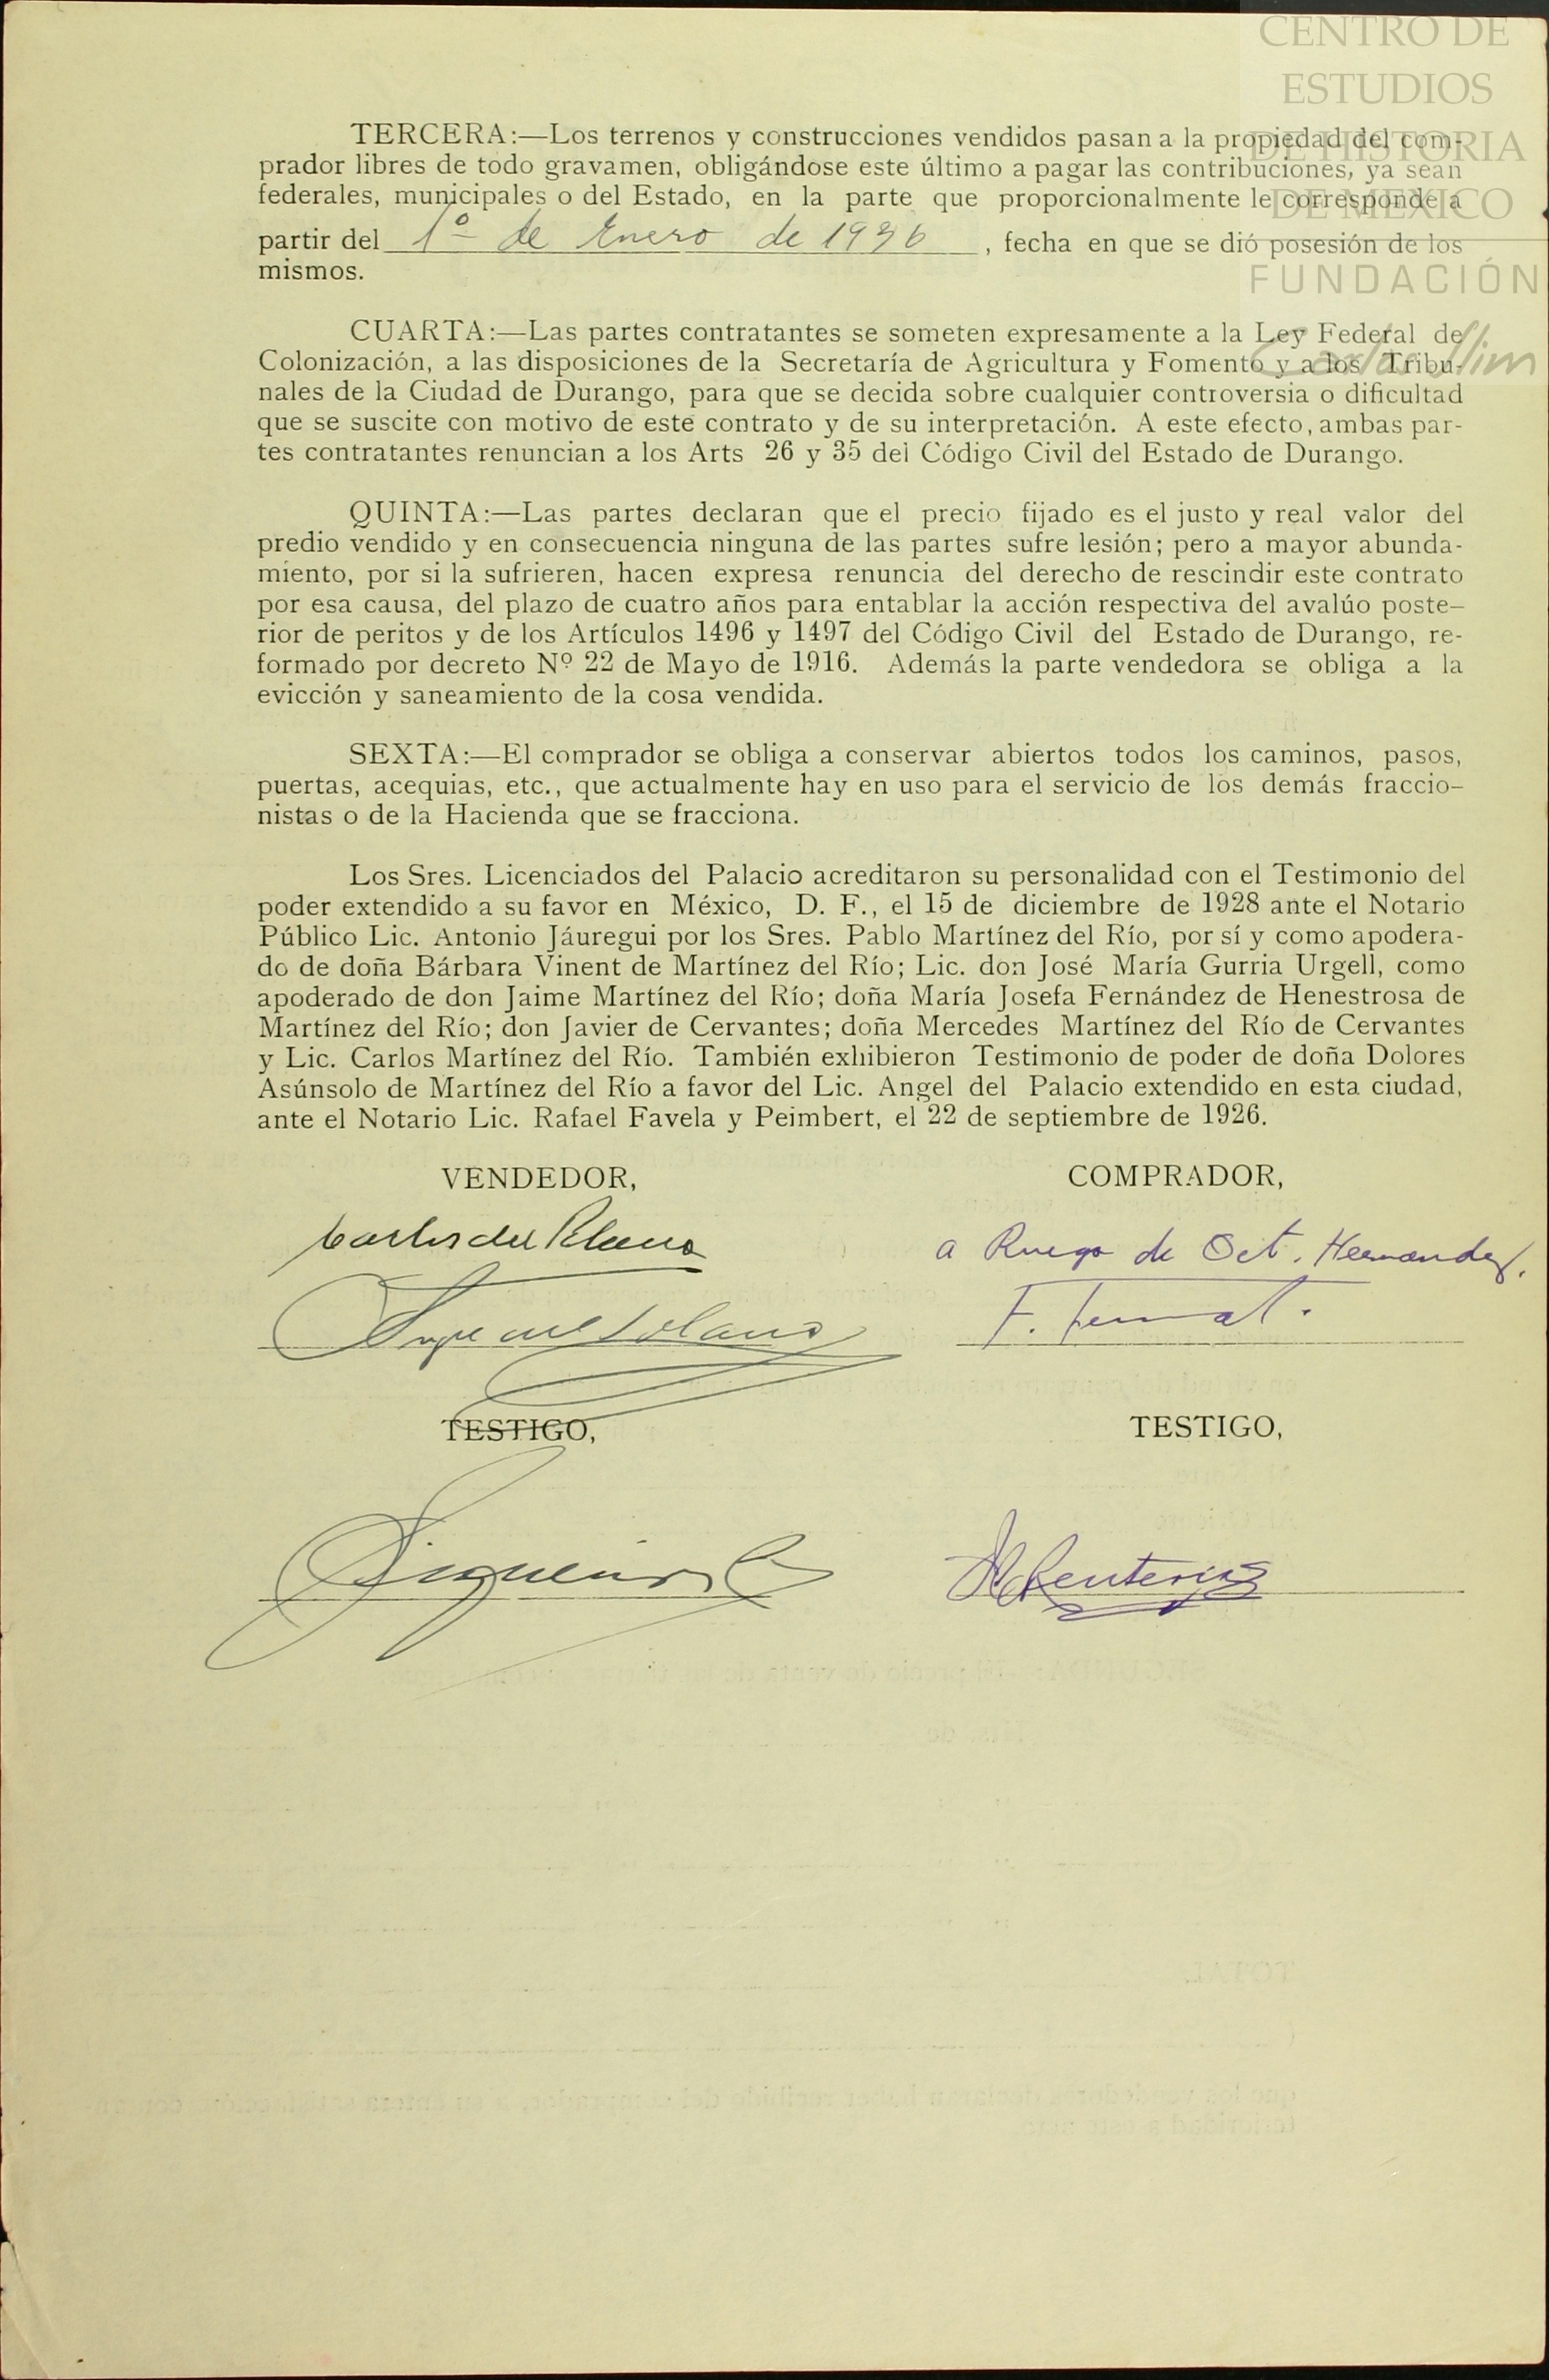 CENTRO DE
ESTUDIOS
DE HISTORIA
DE MÉXICO
FUNDACIÓN
Carlos Slim
TERCERA:—Los terrenos y construcciones vendidos pasan a la propiedad del com-
prador libres de todo gravamen, obligándose este último a pagar las contribuciones, ya sean
federales, municipales o del Estado, en la parte que proporcionalmente le corresponde a
partir del 1º de Enero de 1936, fecha en que se dió posesión de los
mismos.
CUARTA:—Las partes contratantes se someten expresamente a la Ley Federal de
Colonización, a las disposiciones de la Secretaría de Agricultura y Fomento y a los Tribu-
nales de la Ciudad de Durango, para que se decida sobre cualquier controversia o dificultad
que se suscite con motivo de este contrato y de su interpretación. A este efecto, ambas par-
tes contratantes renuncian a los Arts 26 y 35 del Código Civil del Estado de Durango.
QUINTA:—Las partes declaran que el precio fijado es el justo y real valor del
predio vendido y en consecuencia ninguna de las partes sufre lesión; pero a mayor abunda-
miento, por si la sufrieren, hacen expresa renuncia del derecho de rescindir este contrato
por esa causa, del plazo de cuatro años para entablar la acción respectiva del avalúo poste-
rior de peritos y de los Artículos 1496 y 1497 del Código Civil del Estado de Durango, re-
formado por decreto Nº 22 de Mayo de 1916. Además la parte vendedora se obliga a la
evicción y saneamiento de la cosa vendida.
SEXTA:—El comprador se obliga a conservar abiertos todos los caminos, pasos,
puertas, acequias, etc., que actualmente hay en uso para el servicio de los demás fraccio-
nistas o de la Hacienda que se fracciona.
Los Sres. Licenciados del Palacio acreditaron su personalidad con el Testimonio del
poder extendido a su favor en México, D. F., el 15 de diciembre de 1928 ante el Notario
Público Lic. Antonio Jáuregui por los Sres. Pablo Martínez del Río, por sí y como apodera-
do de doña Bárbara Vinent de Martínez del Río; Lic. don José María Gurria Urgell, como
apoderado de don Jaime Martínez del Río; doña María Josefa Fernández de Henestrosa de
Martínez del Río; don Javier de Cervantes; doña Mercedes Martínez del Río de Cervantes
y Lic. Carlos Martínez del Río. También exhibieron Testimonio de poder de doña Dolores
Asúnsolo de Martínez del Río a favor del Lic. Angel del Palacio extendido en esta ciudad,
ante el Notario Lic. Rafael Favela y Peimbert, el 22 de septiembre de 1926.
VENDEDOR,
COMPRADOR,
Carlos del Palacio
a Ruego de Oct. Hernandez.
Angel del Palacio
TESTIGO,
TESTIGO,